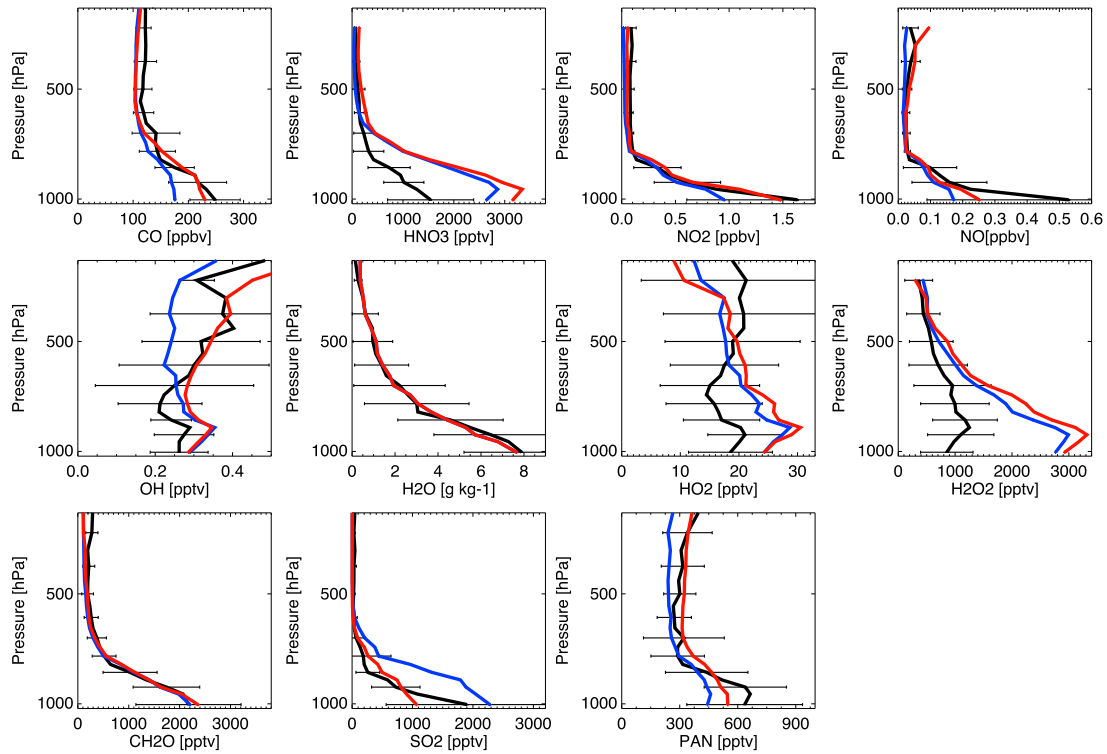 Pressure [hPa]
500
1000
0 100 200 300
CO [ppbv]
Pressure [hPa]
500
1000
0 1000 2000 3000
HNO3 [pptv]
Pressure [hPa]
500
1000
0.0 0.5 1.0 1.5
NO2 [ppbv]
Pressure [hPa]
500
1000
0.0 0.1 0.2 0.3 0.4 0.5 0.6
NO[ppbv]
Pressure [hPa]
500
1000
0.0 0.2 0.4
OH [pptv]
Pressure [hPa]
500
1000
0 2 4 6 8
H2O [g kg-1]
Pressure [hPa]
500
1000
0 10 20 30
HO2 [pptv]
Pressure [hPa]
500
1000
0 1000 2000 3000
H2O2 [pptv]
Pressure [hPa]
500
1000
0 1000 2000 3000
CH2O [pptv]
Pressure [hPa]
500
1000
0 1000 2000 3000
SO2 [pptv]
Pressure [hPa]
500
1000
0 300 600 900
PAN [pptv]